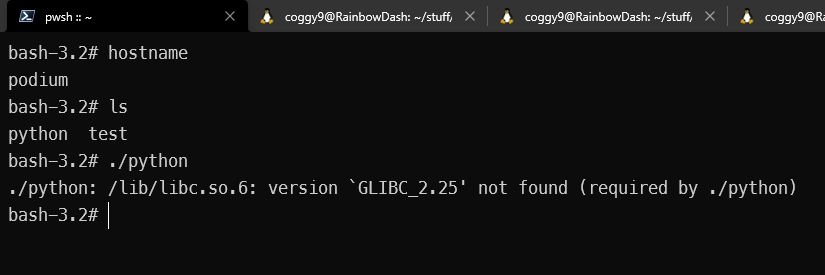 pwsh :: ~
coggy9@RainbowDash: ~/stuff/
coggy9@RainbowDash: ~/stuff/
coggy9@Ra
bash-3.2# hostname
podium
bash-3.2# ls
python  test
bash-3.2# ./python
./python: /lib/libc.so.6: version `GLIBC_2.25' not found (required by ./python)
bash-3.2#